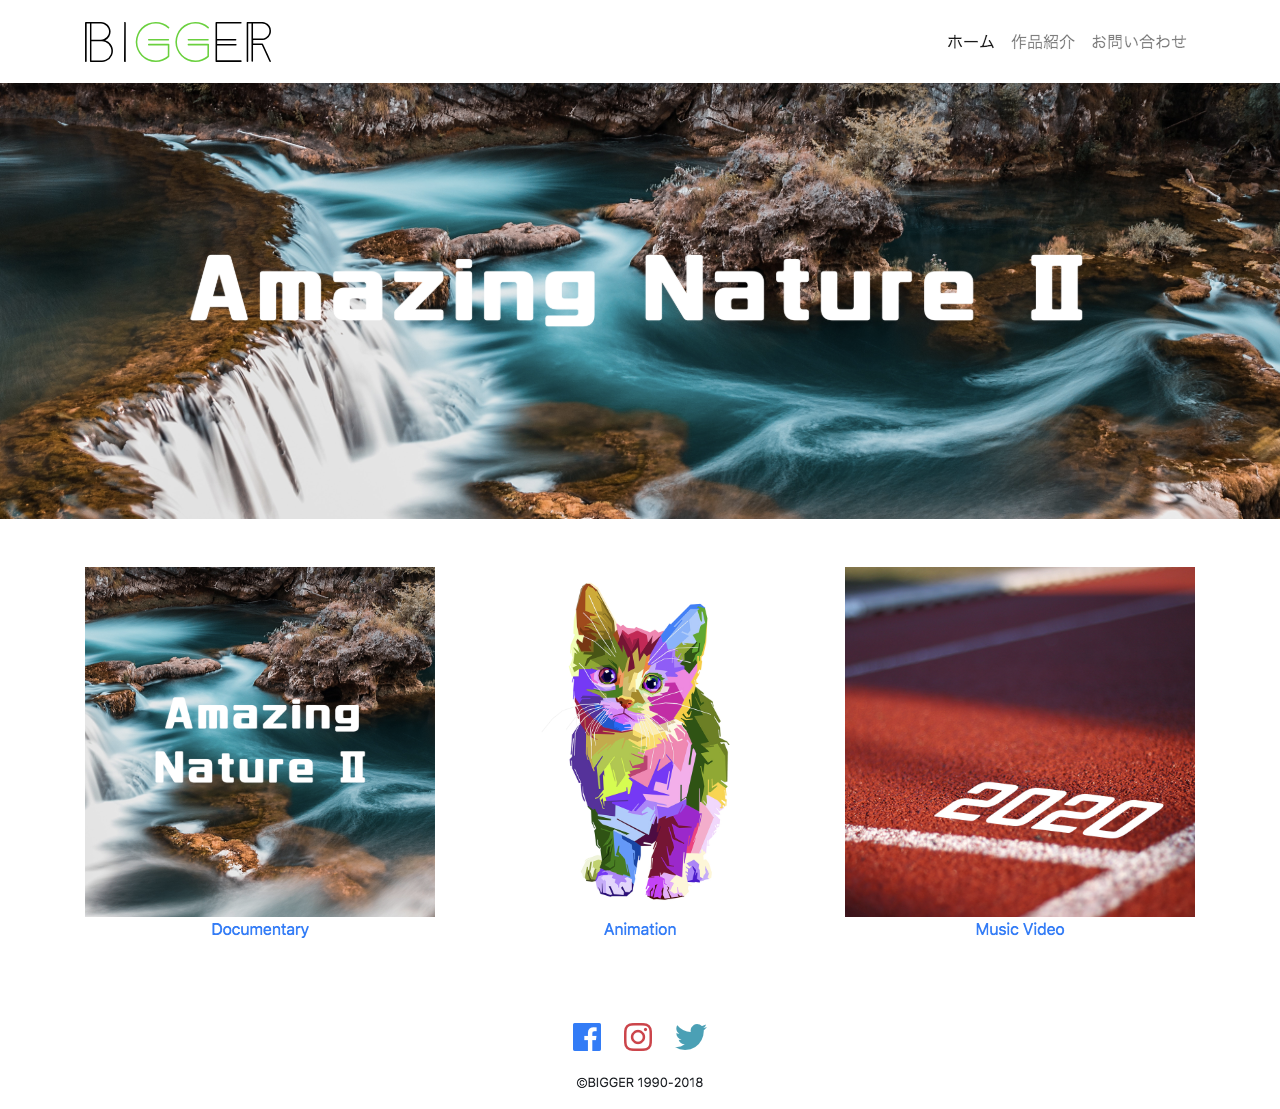 BIGGER
ホーム 作品紹介 お問い合わせ
Amazing Nature Ⅱ
Amazing
Nature Ⅱ
2020
Documentary
Animation
Music Video
©BIGGER 1990-2018